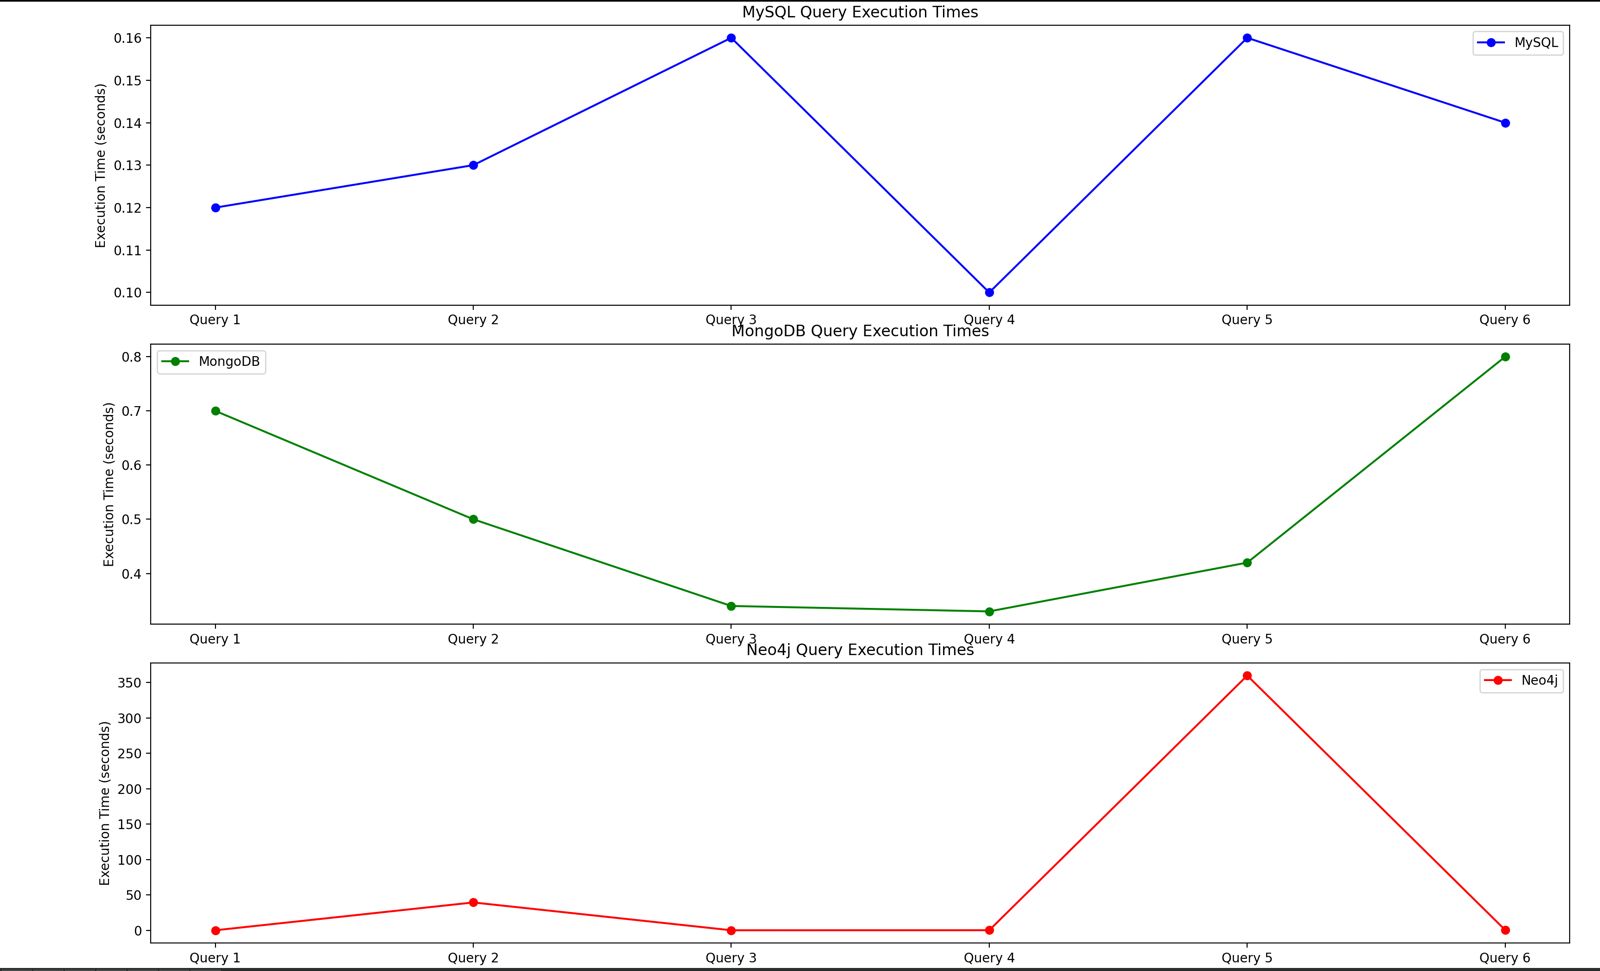 MySQL Query Execution Times
0.16
0.15
0.14
0.13
0.12
0.11
0.10
Execution Time (seconds)
MySQL
Query 1 Query 2 Query 3 Query 4 Query 5 Query 6
MongoDB Query Execution Times
0.8
0.7
0.6
0.5
0.4
Execution Time (seconds)
MongoDB
Query 1 Query 2 Query 3 Query 4 Query 5 Query 6
Neo4j Query Execution Times
350
300
250
200
150
100
50
0
Execution Time (seconds)
Neo4j
Query 1 Query 2 Query 3 Query 4 Query 5 Query 6